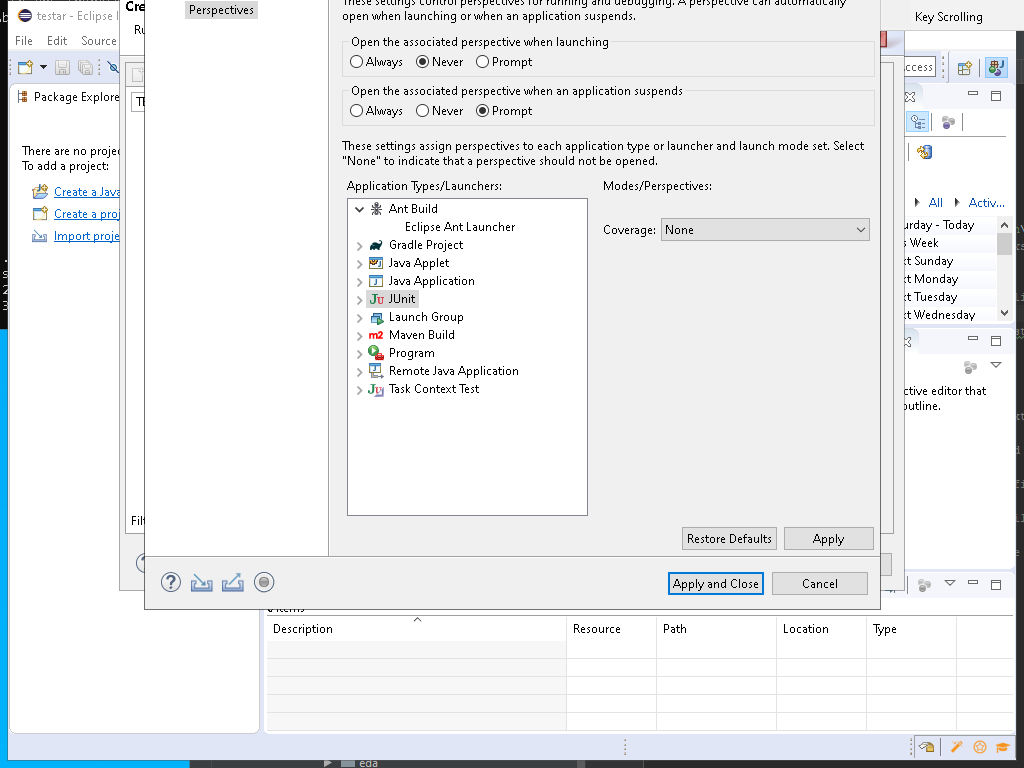 testar - Eclipse
File Edit Source
Cre
Ru
Perspectives
These settings control perspectives for running and debugging. A perspective can automatically
open when launching or when an application suspends.
Open the associated perspective when launching
Always Never Prompt
Open the associated perspective when an application suspends
Always Never Prompt
These settings assign perspectives to each application type or launcher and launch mode set. Select
"None" to indicate that a perspective should not be opened.
Application Types/Launchers:
Modes/Perspectives:
Ant Build
Eclipse Ant Launcher
Gradle Project
Java Applet
Java Application
JUnit
Launch Group
Maven Build
Program
Remote Java Application
Task Context Test
Coverage: None
Restore Defaults Apply
Apply and Close Cancel
Package Explore
There are no proje
To add a project:
Create a Java
Create a proj
Import proje
Th
Filt
Key Scrolling
ccess
All Activ...
urday - Today
s Week
xt Sunday
xt Monday
xt Tuesday
xt Wednesday
ctive editor that
outline.
0 items
Description Resource Path Location Type
eda